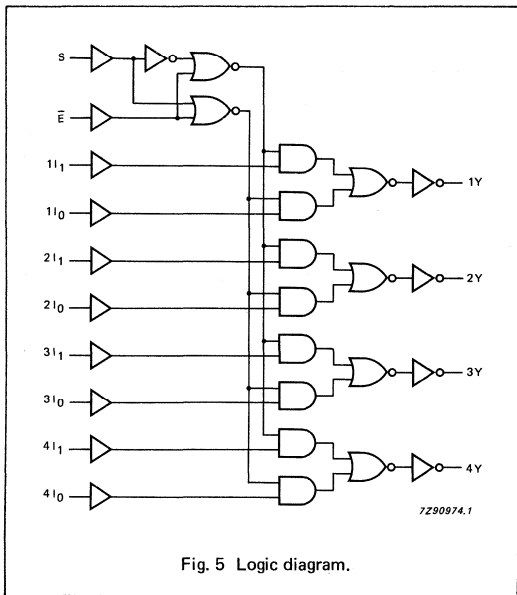 S
E̅
1I₁
1I₀
1Y
2I₁
2I₀
2Y
3I₁
3I₀
3Y
4I₁
4I₀
4Y
7Z90974.1
Fig. 5 Logic diagram.